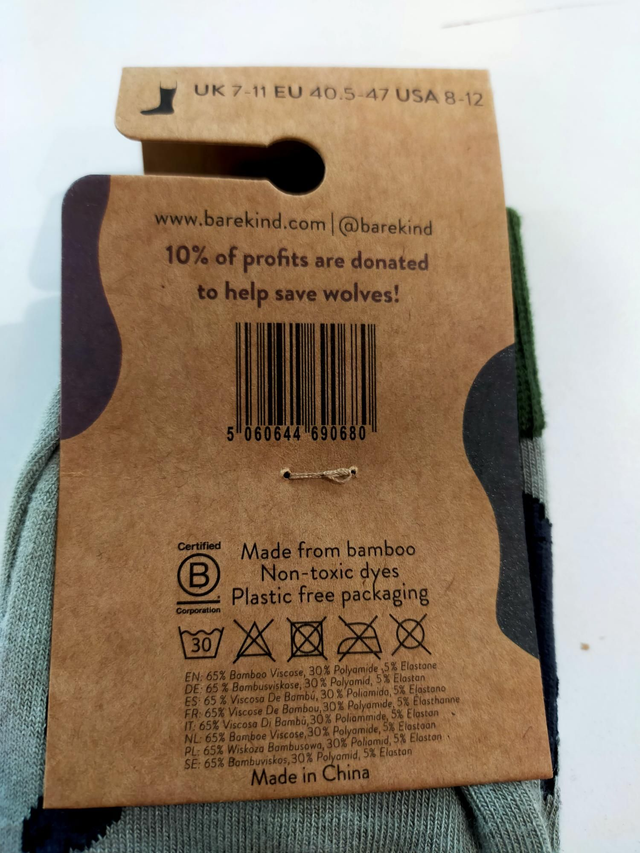 UK 7-11 EU 40.5-47 USA 8-12
www.barekind.com | @barekind
10% of profits are donated
to help save wolves!
5 060644 690680
Certified
B
Corporation
Made from bamboo
Non-toxic dyes
Plastic free packaging
30
EN: 65% Bamboo Viscose, 30% Polyamide, 5% Elastane
DE: 65% Bambusviskose, 30% Polyamid, 5% Elastan
ES: 65% Viscosa De Bambú, 30% Poliamida, 5% Elastano
FR: 65% Viscose De Bambou, 30% Polyamide, 5% Elasthanne
IT: 65% Viscosa Di Bambù, 30% Poliammide, 5% Elastan
NL: 65% Bamboe Viscose, 30% Polyamide, 5% Elastaan
PL: 65% Wiskoza Bambusowa, 30% Poliamid, 5% Elastan
SE: 65% Bambuviskos, 30% Polyamid, 5% Elastan
Made in China